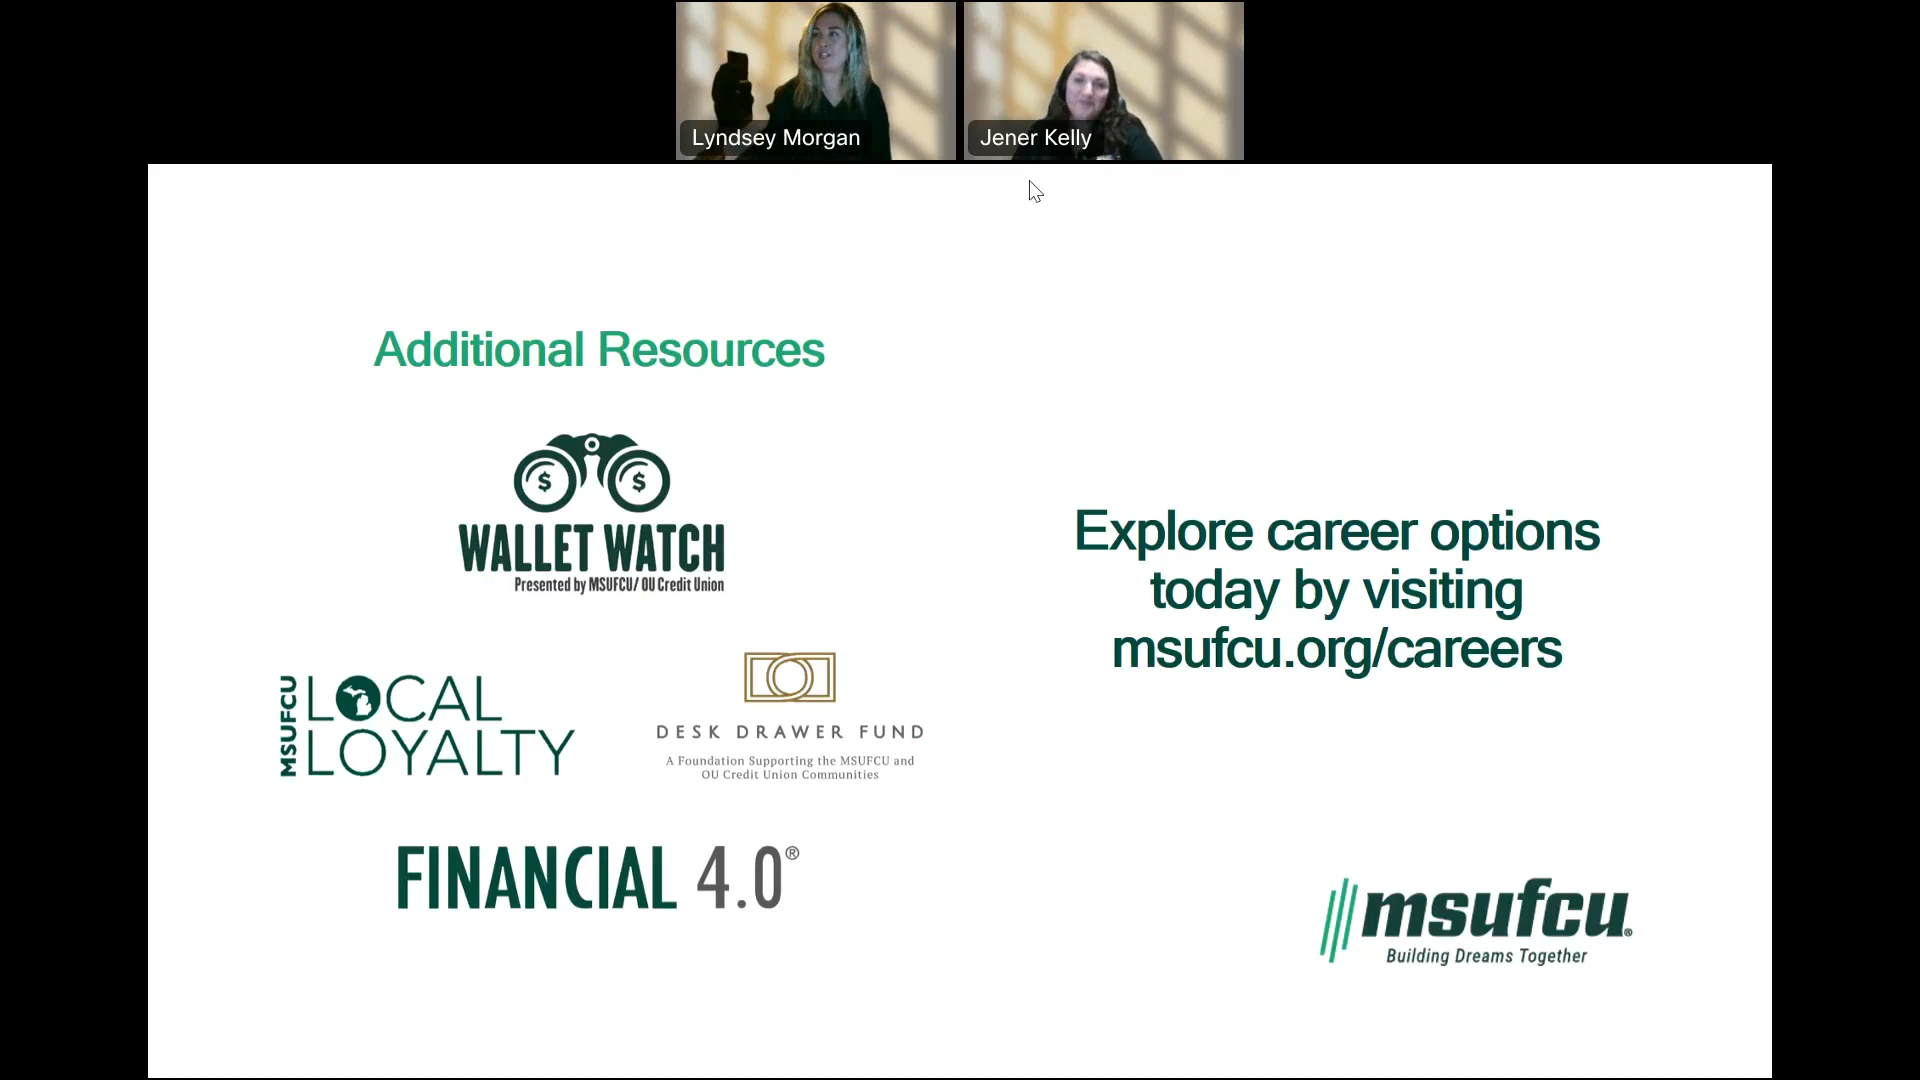 Lyndsey Morgan
Jener Kelly
Additional Resources
$ $
WALLET WATCH
Presented by MSUFCU/ OU Credit Union
MSUFCU
LOCAL
LOYALTY
DESK DRAWER FUND
A Foundation Supporting the MSUFCU and
OU Credit Union Communities
FINANCIAL 4.0®
Explore career options
today by visiting
msufcu.org/careers
msufcu®
Building Dreams Together